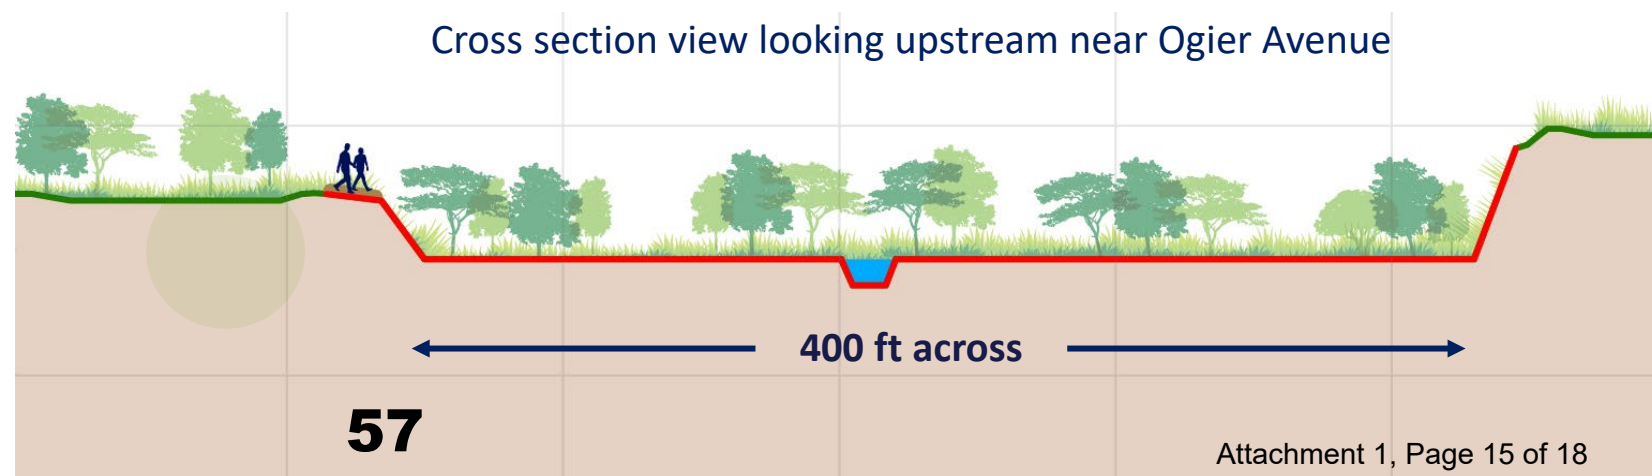 Cross section view looking upstream near Ogier Avenue
400 ft across
57
Attachment 1, Page 15 of 18